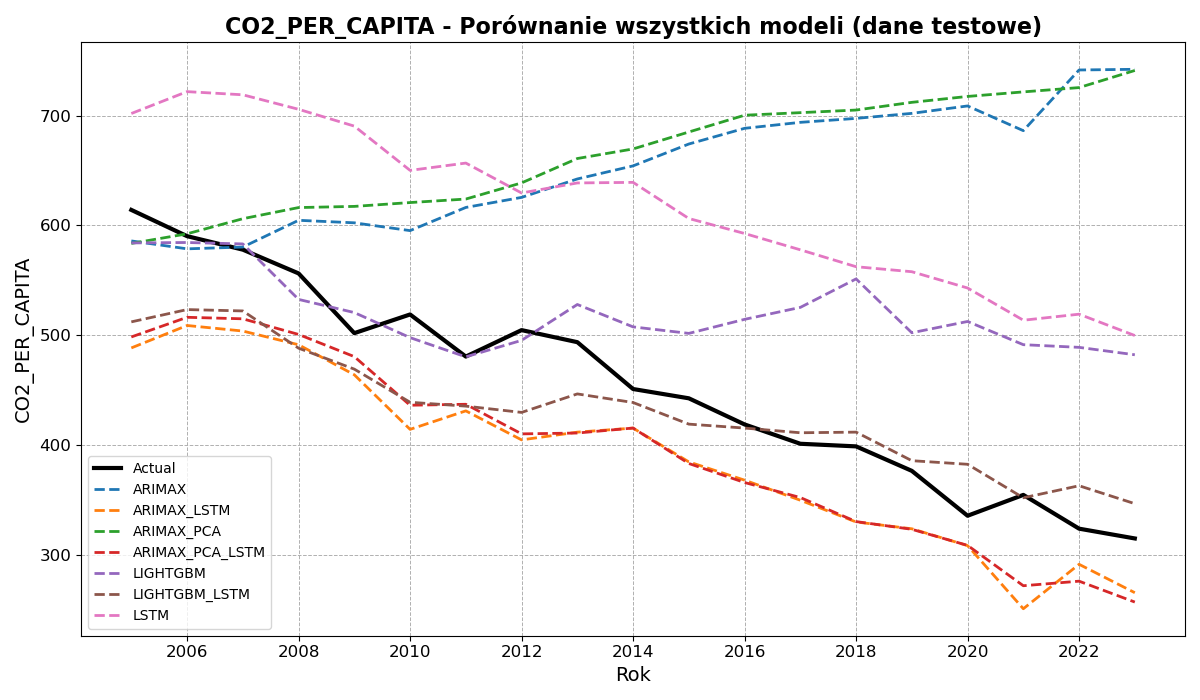 CO2_PER_CAPITA - Porównanie wszystkich modeli (dane testowe)
CO2_PER_CAPITA
700
600
500
400
300
Actual
ARIMAX
ARIMAX_LSTM
ARIMAX_PCA
ARIMAX_PCA_LSTM
LIGHTGBM
LIGHTGBM_LSTM
LSTM
2006 2008 2010 2012 2014 2016 2018 2020 2022
Rok